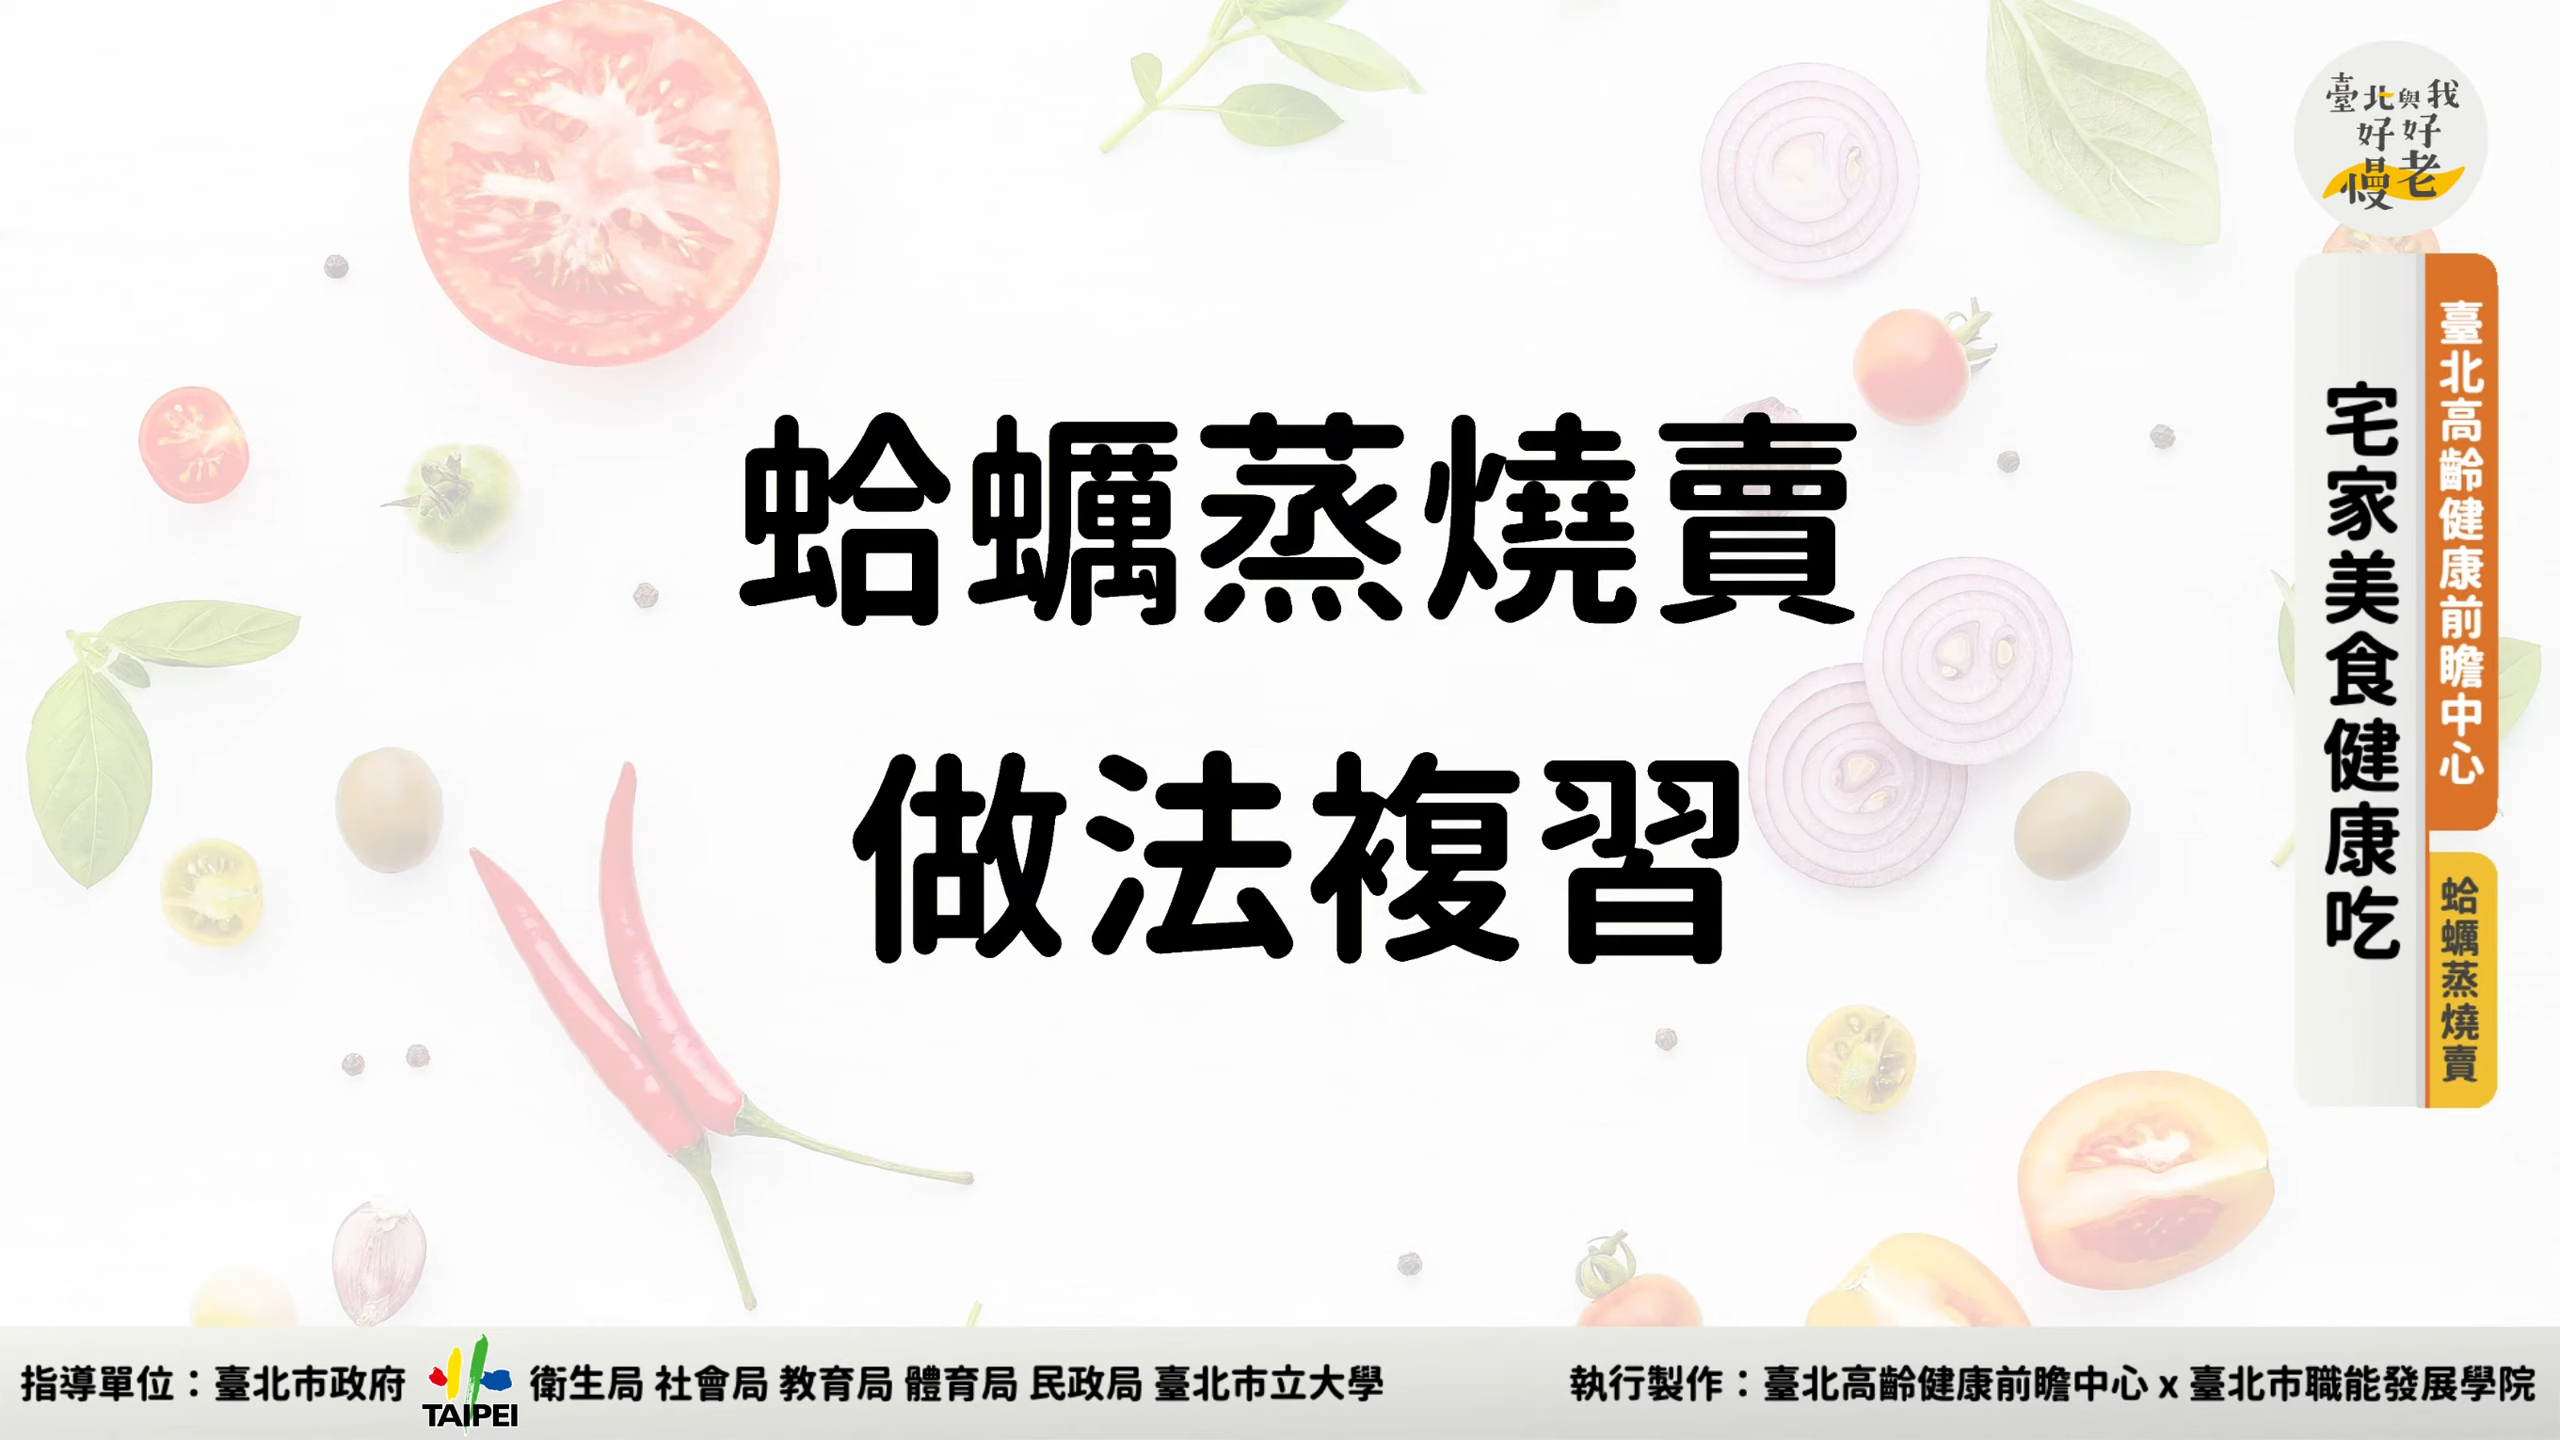 蛤蠣蒸燒賣
做法複習
臺北與我
好好
慢老
臺北高齡健康前瞻中心
宅家美食健康吃
蛤蠣蒸燒賣
指導單位：臺北市政府 TAIPEI 衛生局 社會局 教育局 體育局 民政局 臺北市立大學
執行製作：臺北高齡健康前瞻中心 x 臺北市職能發展學院